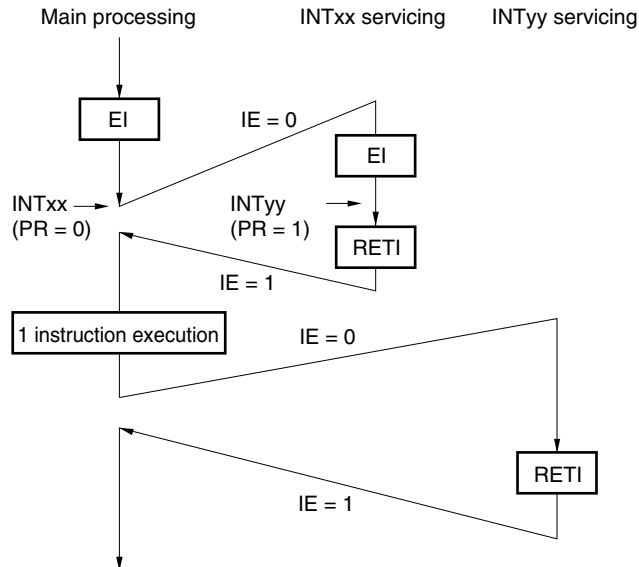 Main processing
INTxx servicing
INTyy servicing
EI
IE = 0
EI
INTxx
(PR = 0)
INTyy
(PR = 1)
RETI
IE = 1
1 instruction execution
IE = 0
RETI
IE = 1